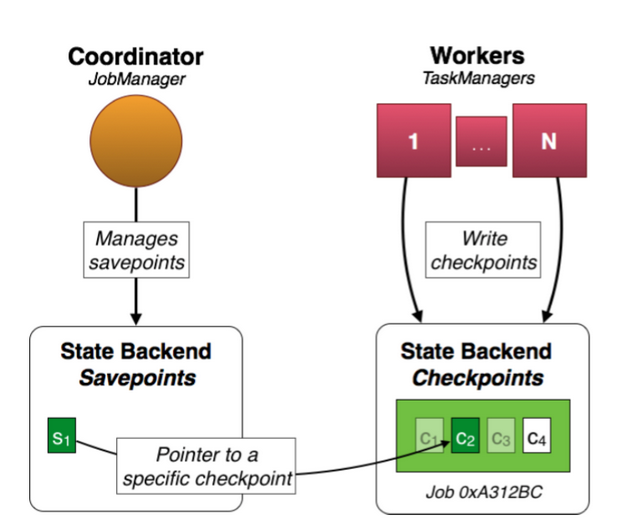 Coordinator
JobManager
Workers
TaskManagers
1
...
N
Manages
savepoints
Write
checkpoints
State Backend
Savepoints
State Backend
Checkpoints
S1
C1
C2
C3
C4
Pointer to a
specific checkpoint
Job 0xA312BC